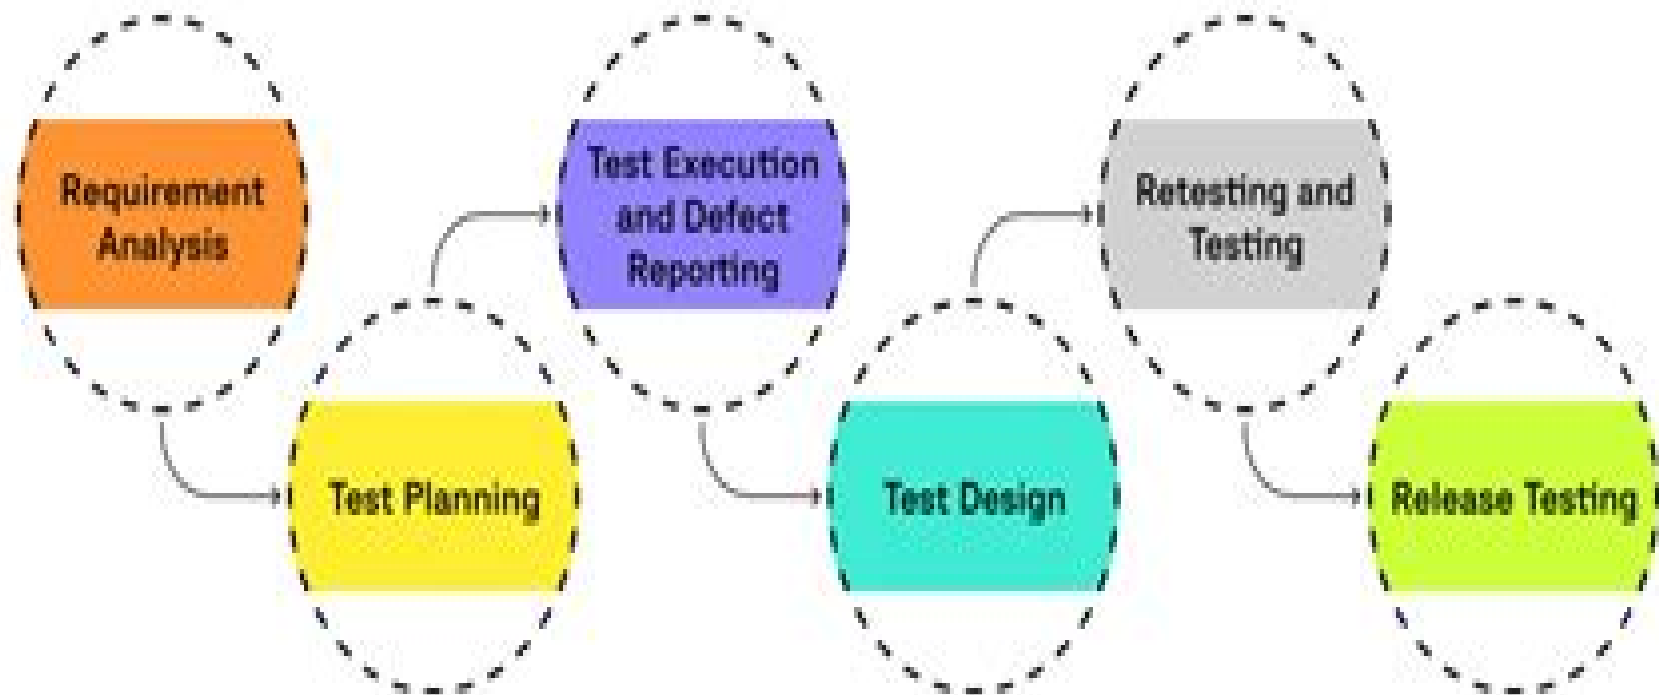 Requirement
Analysis
Test Planning
Test Execution
and Defect
Reporting
Test Design
Retesting and
Testing
Release Testing